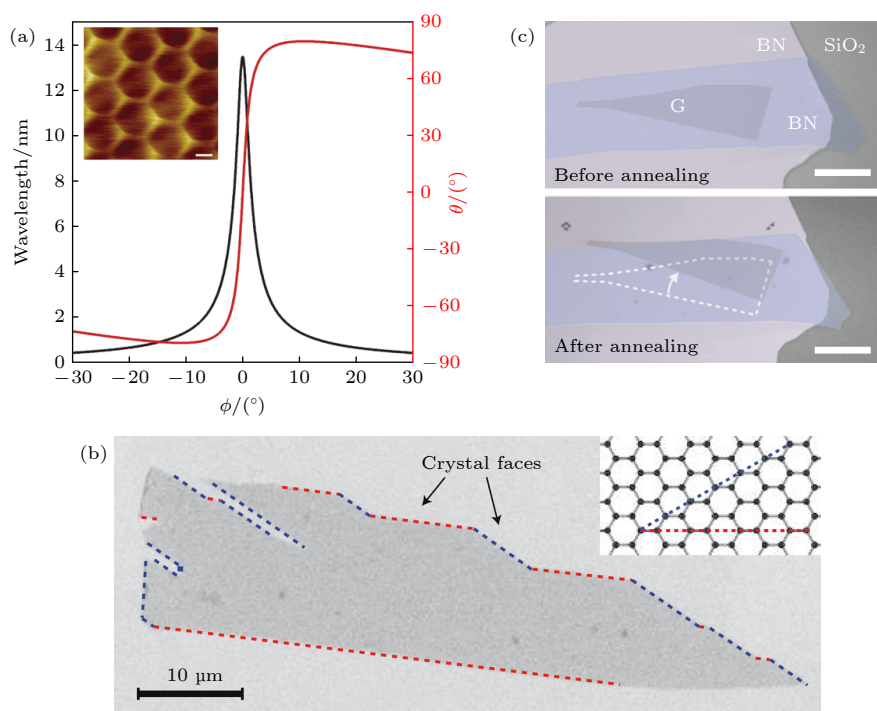 (a)
Wavelength/nm
14
12
10
8
6
4
2
0
−30
−20
−10
0
10
20
30
ϕ/(°)
90
60
30
0
−30
−60
−90
θ/(°)
(c)
BN
SiO₂
G
BN
Before annealing
After annealing
(b)
Crystal faces
10 µm